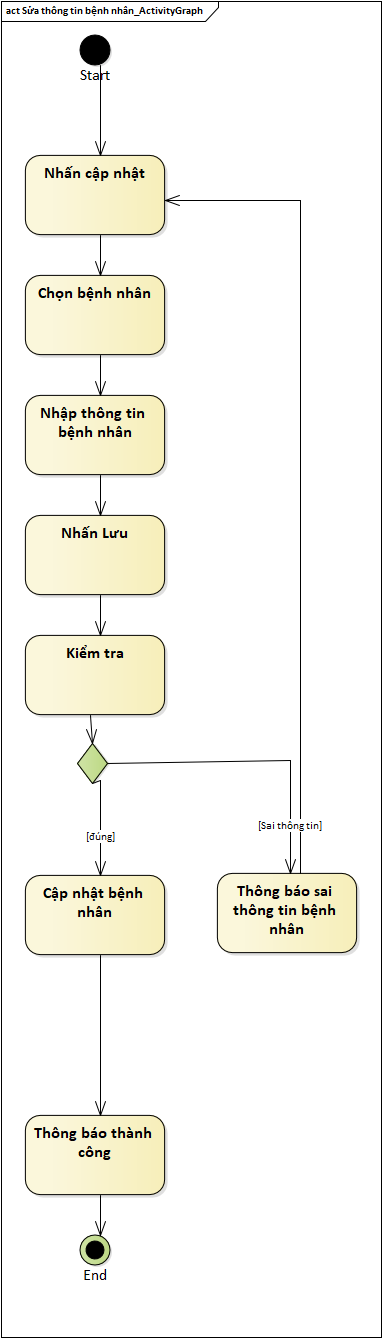 act Sửa thông tin bệnh nhân_ActivityGraph
Start
Nhấn cập nhật
Chọn bệnh nhân
Nhập thông tin
bệnh nhân
Nhấn Lưu
Kiểm tra
[đúng]
[Sai thông tin]
Cập nhật bệnh
nhân
Thông báo sai
thông tin bệnh
nhân
Thông báo thành
công
End